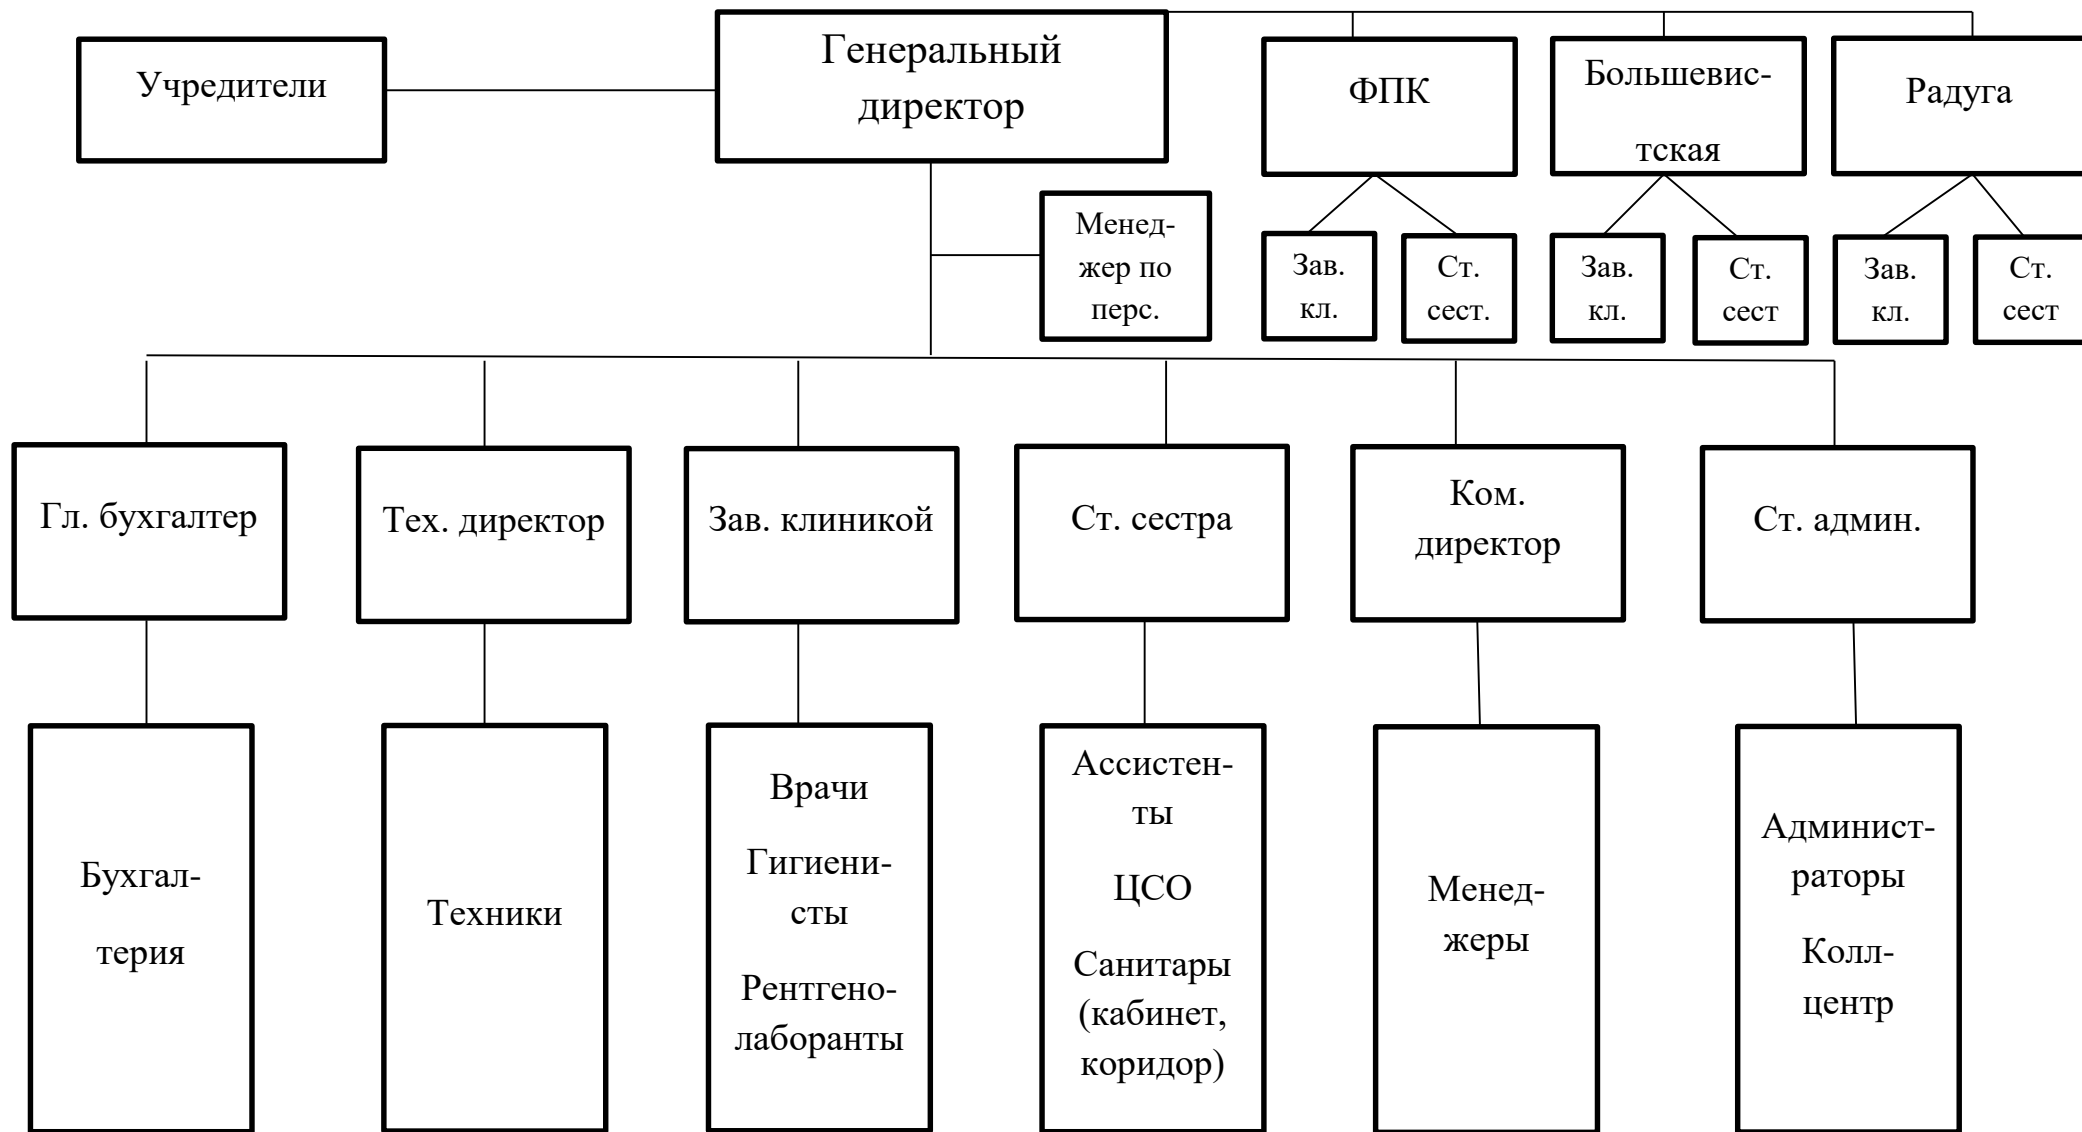 Учредители
Генеральный
директор
ФПК
Большевис-
тская
Радуга
Менед-
жер по
перс.
Зав.
кл.
Ст.
сест.
Зав.
кл.
Ст.
сест
Зав.
кл.
Ст.
сест
Гл. бухгалтер
Тех. директор
Зав. клиникой
Ст. сестра
Ком.
директор
Ст. админ.
Бухгал-
терия
Техники
Врачи
Гигиени-
сты
Рентгено-
лаборанты
Ассистен-
ты
ЦСО
Санитары
(кабинет,
коридор)
Менед-
жеры
Админист-
раторы
Колл-
центр